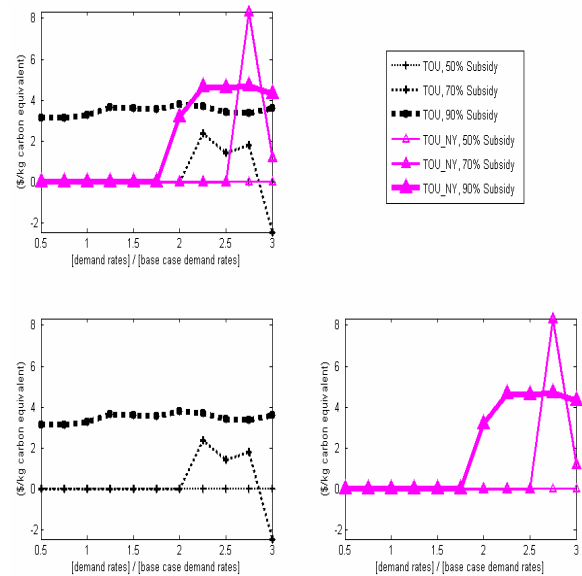 8
6
4
2
0
-2
($/kg carbon equivalent)
0.5 1 1.5 2 2.5 3
[demand rates] / [base case demand rates]
TOU, 50% Subsidy
TOU, 70% Subsidy
TOU, 90% Subsidy
TOU_NY, 50% Subsidy
TOU_NY, 70% Subsidy
TOU_NY, 90% Subsidy
8
6
4
2
0
-2
($/kg carbon equivalent)
0.5 1 1.5 2 2.5 3
[demand rates] / [base case demand rates]
8
6
4
2
0
-2
($/kg carbon equivalent)
0.5 1 1.5 2 2.5 3
[demand rates] / [base case demand rates]